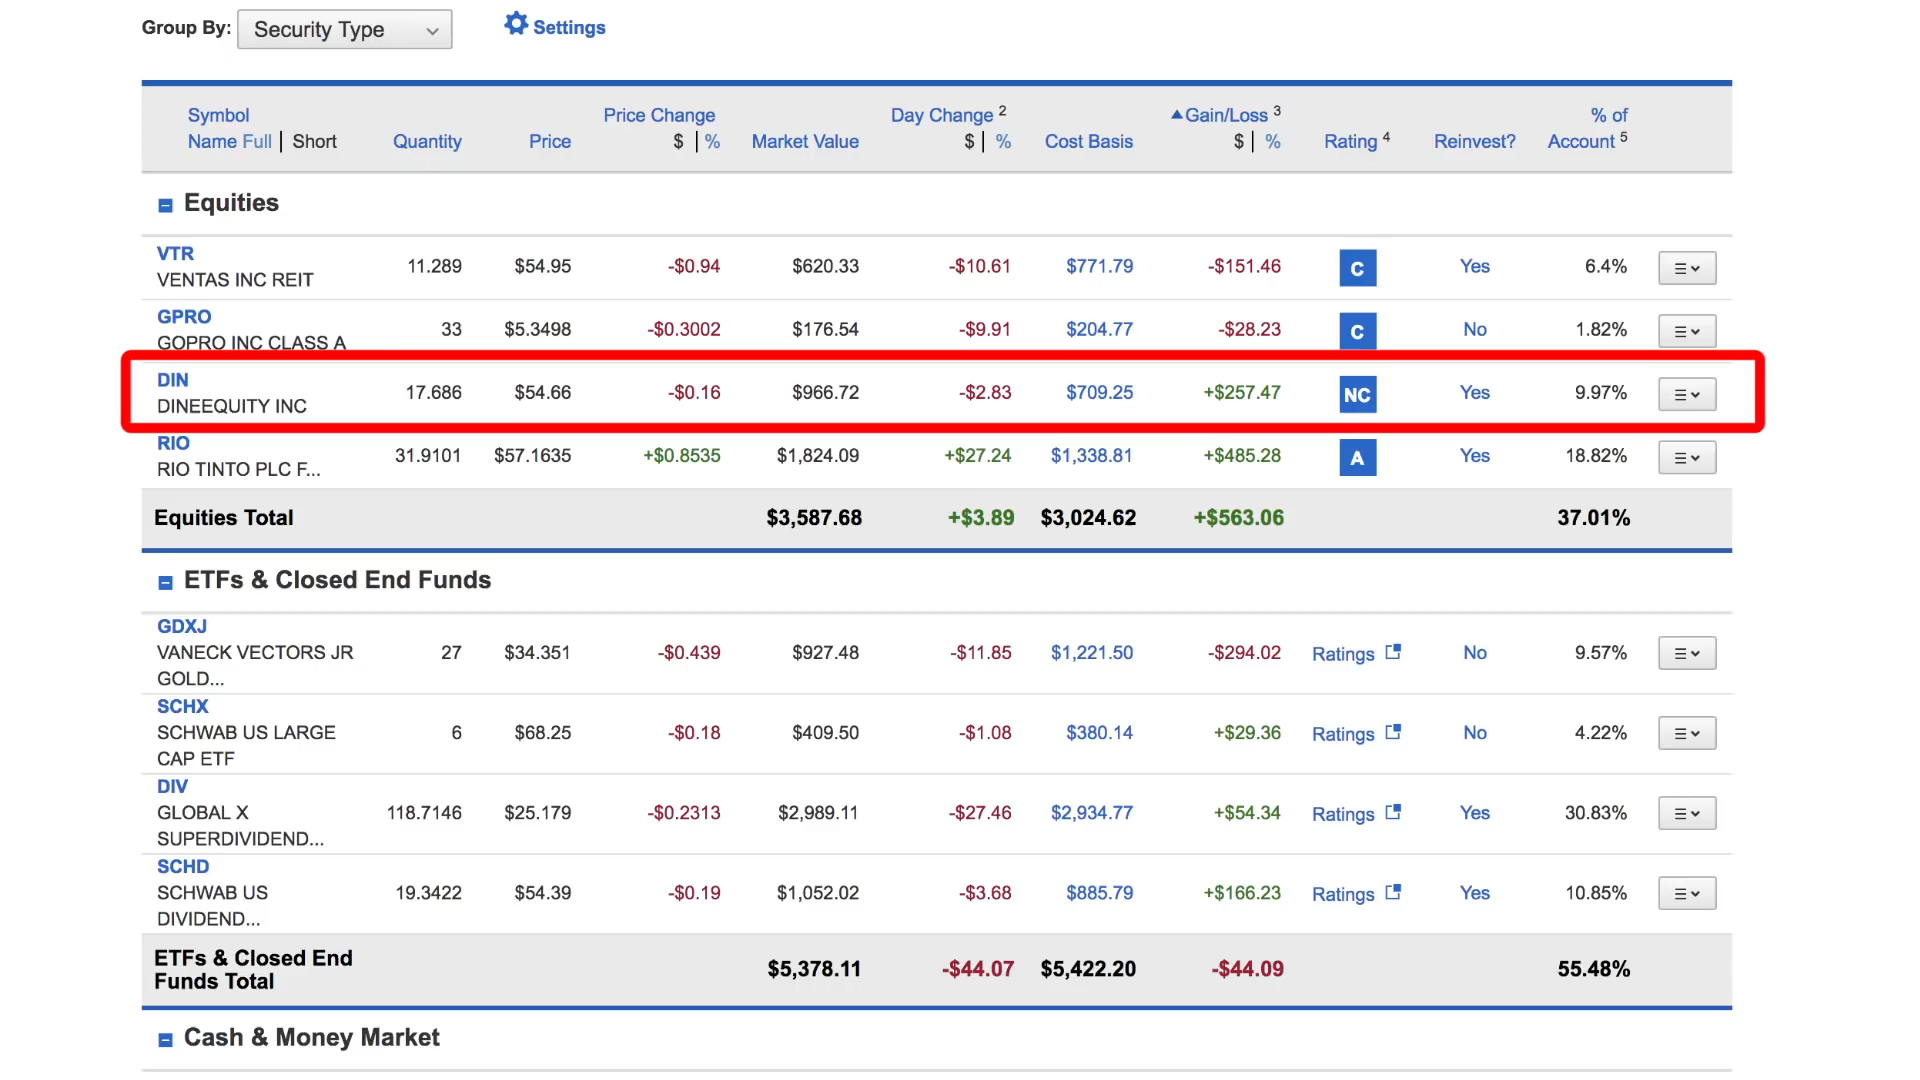 Group By: Security Type Settings
Symbol Price Change Day Change 2 ▲Gain/Loss 3 % of
Name Full | Short Quantity Price $ | % Market Value $ | % Cost Basis $ | % Rating 4 Reinvest? Account 5
Equities
VTR
VENTAS INC REIT 11.289 $54.95 -$0.94 $620.33 -$10.61 $771.79 -$151.46 C Yes 6.4%
GPRO
GOPRO INC CLASS A 33 $5.3498 -$0.3002 $176.54 -$9.91 $204.77 -$28.23 C No 1.82%
DIN
DINEEQUITY INC 17.686 $54.66 -$0.16 $966.72 -$2.83 $709.25 +$257.47 NC Yes 9.97%
RIO
RIO TINTO PLC F... 31.9101 $57.1635 +$0.8535 $1,824.09 +$27.24 $1,338.81 +$485.28 A Yes 18.82%
Equities Total $3,587.68 +$3.89 $3,024.62 +$563.06 37.01%
ETFs & Closed End Funds
GDXJ
VANECK VECTORS JR 27 $34.351 -$0.439 $927.48 -$11.85 $1,221.50 -$294.02 Ratings No 9.57%
GOLD...
SCHX
SCHWAB US LARGE 6 $68.25 -$0.18 $409.50 -$1.08 $380.14 +$29.36 Ratings No 4.22%
CAP ETF
DIV
GLOBAL X 118.7146 $25.179 -$0.2313 $2,989.11 -$27.46 $2,934.77 +$54.34 Ratings Yes 30.83%
SUPERDIVIDEND...
SCHD
SCHWAB US 19.3422 $54.39 -$0.19 $1,052.02 -$3.68 $885.79 +$166.23 Ratings Yes 10.85%
DIVIDEND...
ETFs & Closed End
Funds Total $5,378.11 -$44.07 $5,422.20 -$44.09 55.48%
Cash & Money Market